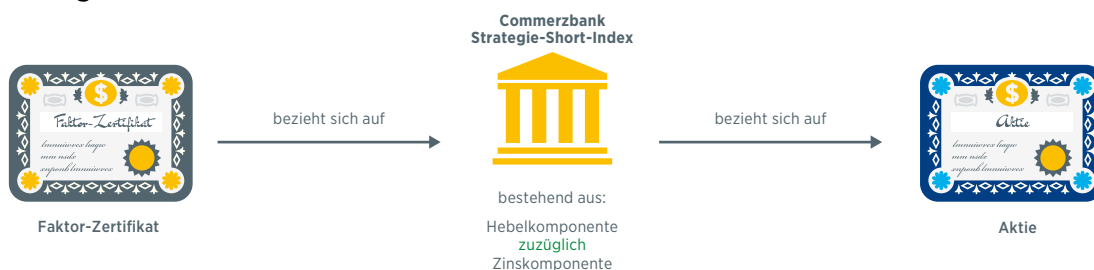 Commerzbank
Strategie-Short-Index
$
Faktor-Zertifikat
bezieht sich auf
bezieht sich auf
$
Aktie
bestehend aus:
Hebelkomponente
zuzüglich
Zinskomponente
Faktor-Zertifikat
Aktie